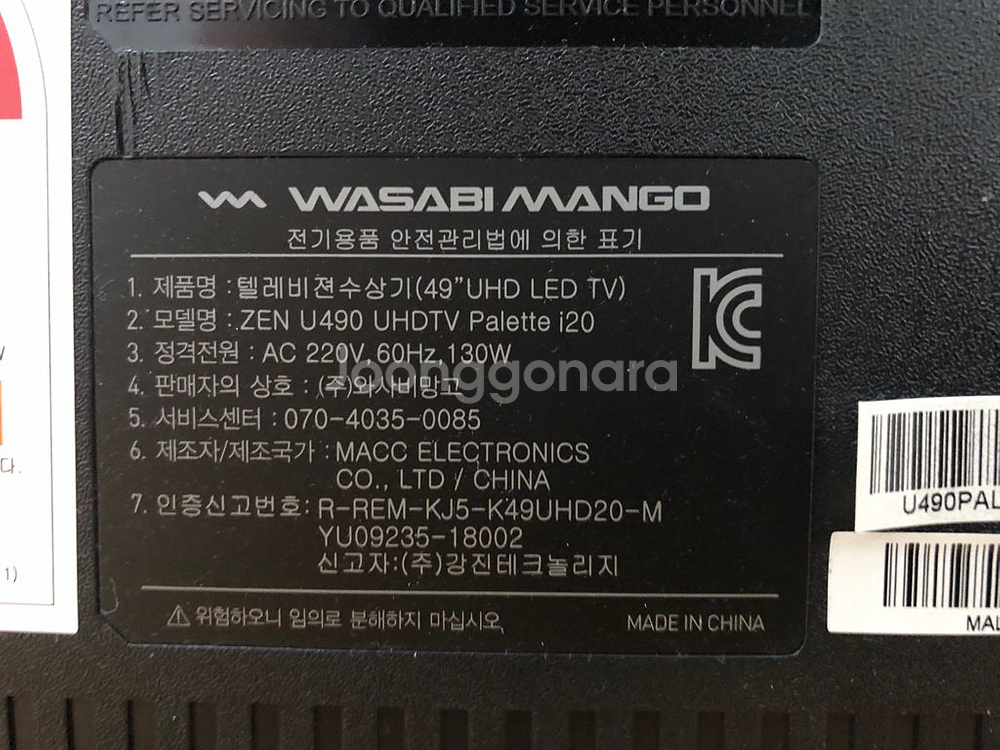 REFER SERVICING TO QUALIFIED SERVICE PERSONNEL
WASABI MANGO
전기용품 안전관리법에 의한 표기
1. 제품명 : 텔레비젼수상기(49"UHD LED TV)
2. 모델명 : ZEN U490 UHDTV Palette i20
3. 정격전원 : AC 220V, 60Hz, 130W
joonggonara
4. 판매자의 상호 : (주)와사비망고
5. 서비스센터 : 070-4035-0085
6. 제조자/제조국가 : MACC ELECTRONICS
CO., LTD / CHINA
7. 인증신고번호: R-REM-KJ5-K49UHD20-M
YU09235-18002
신고자:(주)강진테크놀리지
⚠ 위험하오니 임의로 분해하지 마십시오
MADE IN CHINA
U490PAL
MAL
다.
1)